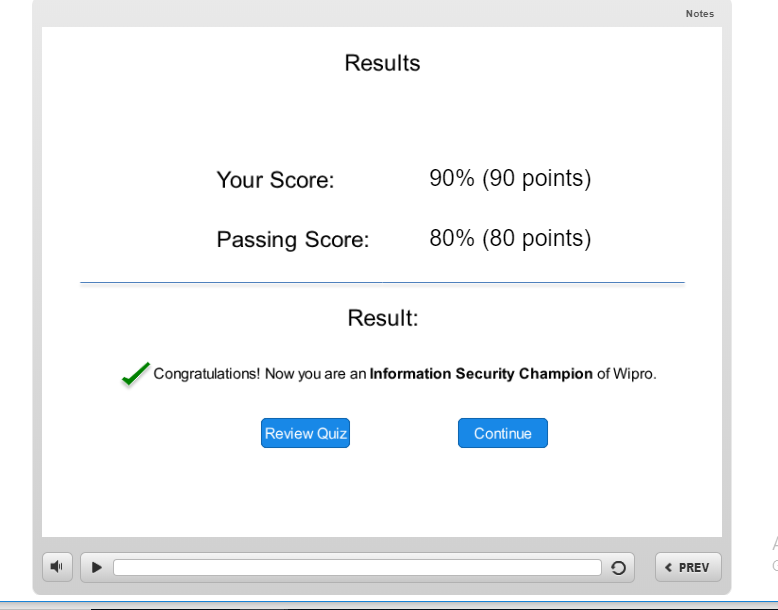 Notes
Results
Your Score: 90% (90 points)
Passing Score: 80% (80 points)
Result:
Congratulations! Now you are an Information Security Champion of Wipro.
Review Quiz Continue
PREV